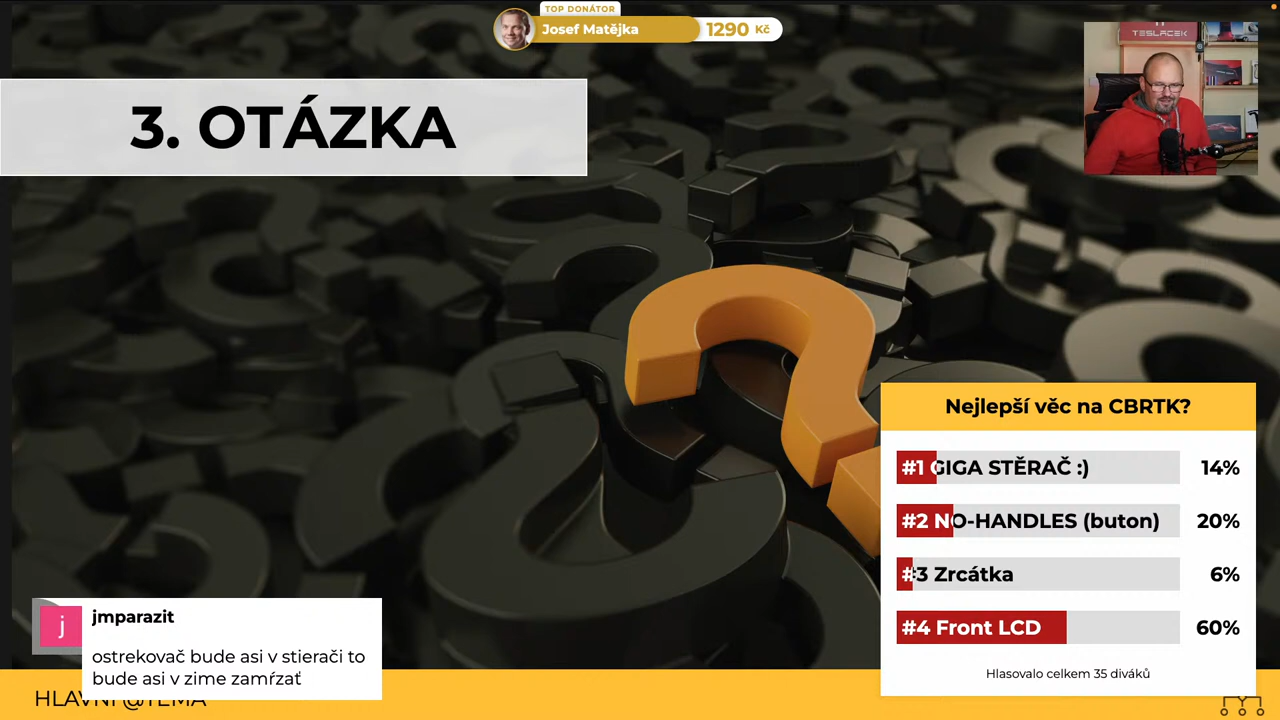 TOP DONÁTOR
Josef Matějka
1290 Kč
TESLACEK
3. OTÁZKA
Nejlepší věc na CBRTK?
#1 GIGA STĚRAČ :) 14%
#2 NO-HANDLES (buton) 20%
#3 Zrcátka 6%
#4 Front LCD 60%
Hlasovalo celkem 35 diváků
j
jmparazit
ostrekovač bude asi v stierači to
bude asi v zime zamŕzať
HLAVNÍ @TÉMA